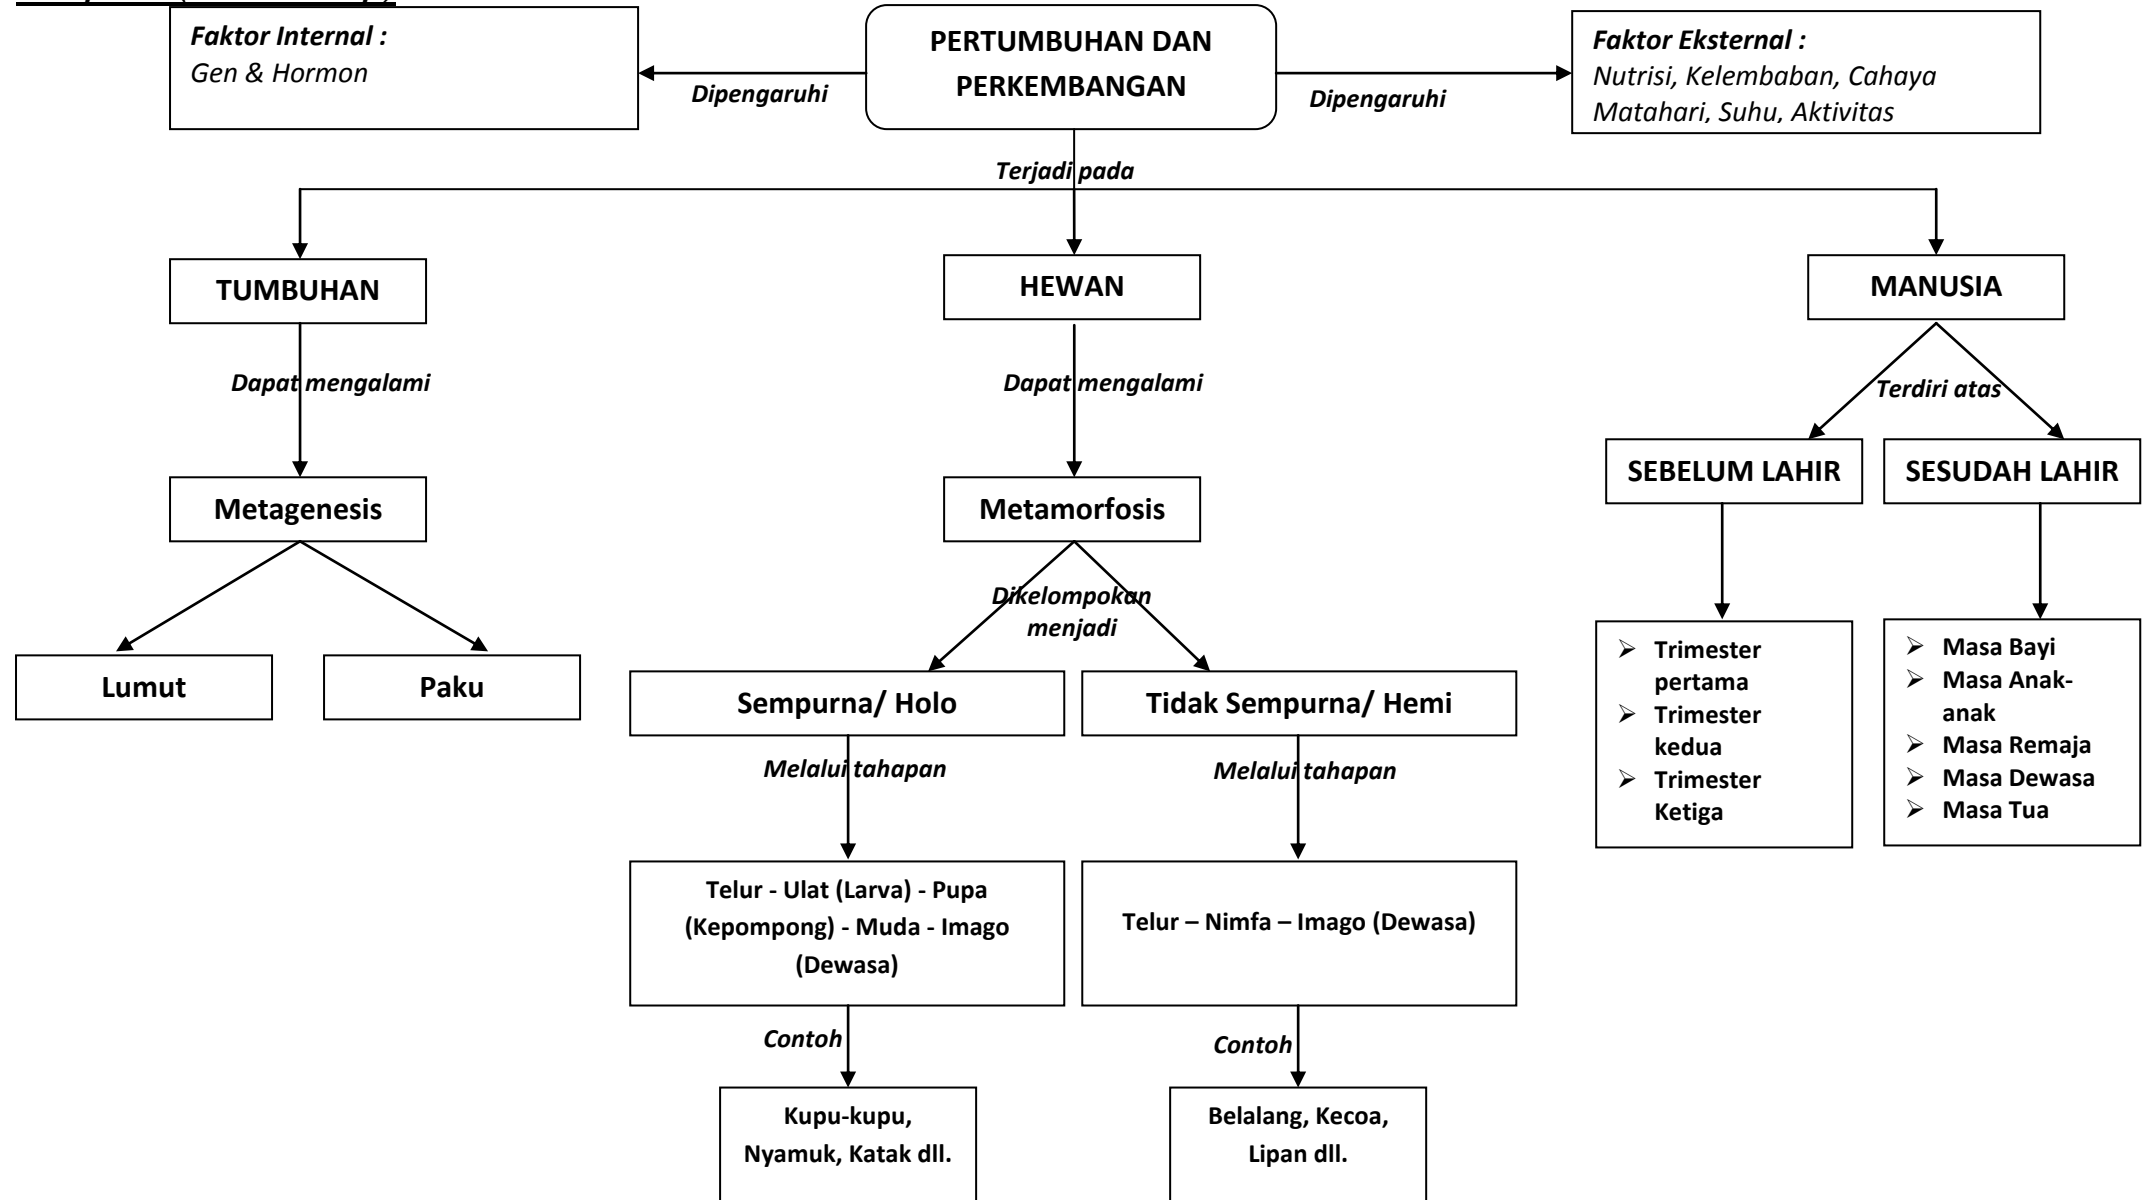 Faktor Internal :
Gen & Hormon
PERTUMBUHAN DAN
PERKEMBANGAN
Faktor Eksternal :
Nutrisi, Kelembaban, Cahaya
Matahari, Suhu, Aktivitas
Dipengaruhi
Dipengaruhi
Terjadi pada
TUMBUHAN
HEWAN
MANUSIA
Dapat mengalami
Dapat mengalami
Terdiri atas
Metagenesis
Metamorfosis
SEBELUM LAHIR
SESUDAH LAHIR
Dikelompokan
menjadi
Lumut
Paku
Sempurna/ Holo
Tidak Sempurna/ Hemi
➢ Trimester
pertama
➢ Trimester
kedua
➢ Trimester
Ketiga
➢ Masa Bayi
➢ Masa Anak-
anak
➢ Masa Remaja
➢ Masa Dewasa
➢ Masa Tua
Melalui tahapan
Melalui tahapan
Telur - Ulat (Larva) - Pupa
(Kepompong) - Muda - Imago
(Dewasa)
Telur – Nimfa – Imago (Dewasa)
Contoh
Contoh
Kupu-kupu,
Nyamuk, Katak dll.
Belalang, Kecoa,
Lipan dll.